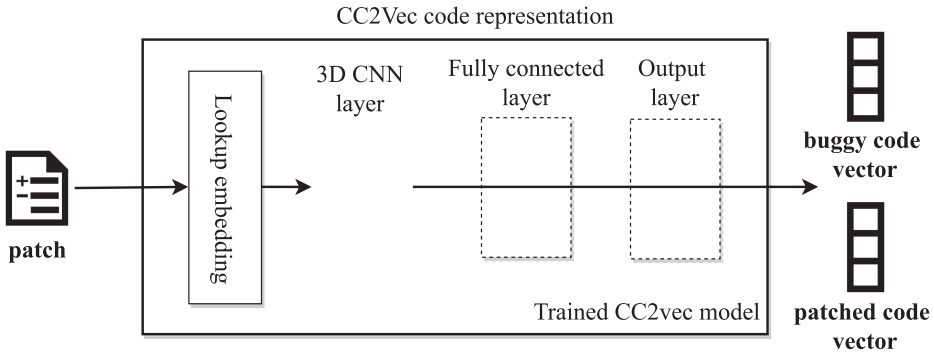 CC2Vec code representation
3D CNN
layer
Fully connected
layer
Output
layer
Lookup embedding
patch
buggy code
vector
Trained CC2vec model
patched code
vector